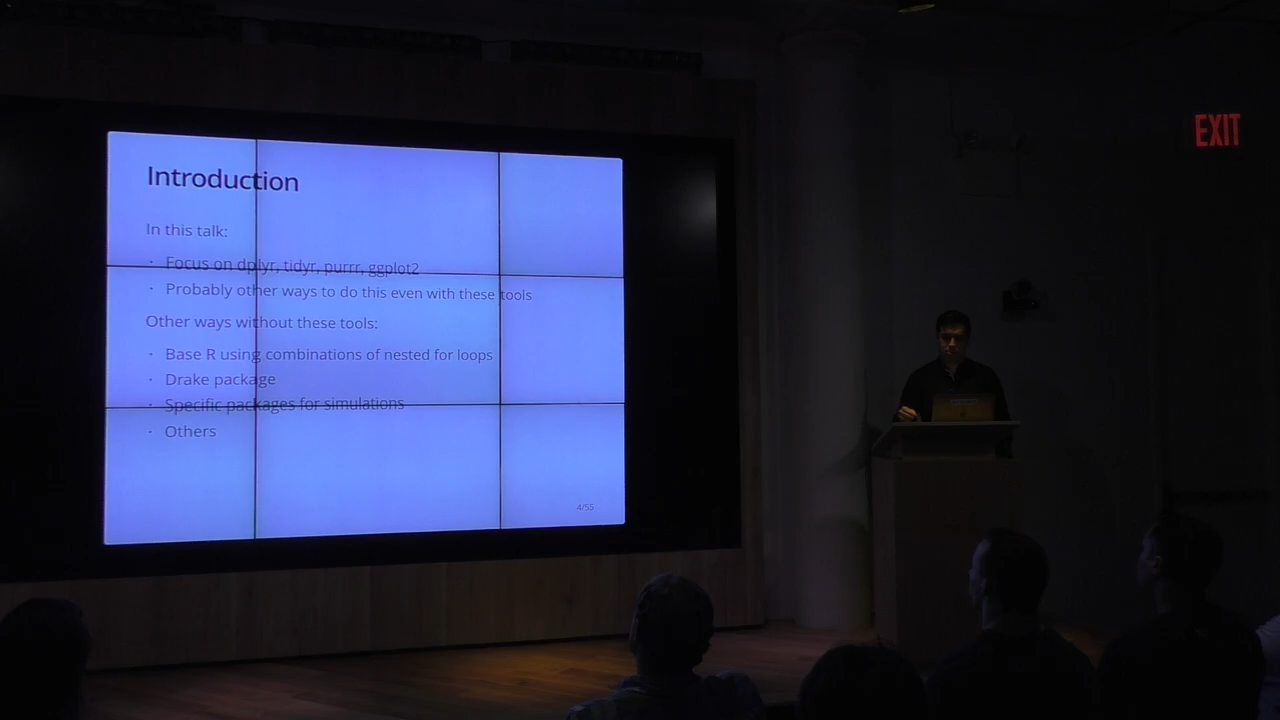 Introduction
In this talk:
· Focus on dplyr, tidyr, purrr, ggplot2
· Probably other ways to do this even with these tools
Other ways without these tools:
· Base R using combinations of nested for loops
· Drake package
· Specific packages for simulations
· Others
4/55
EXIT